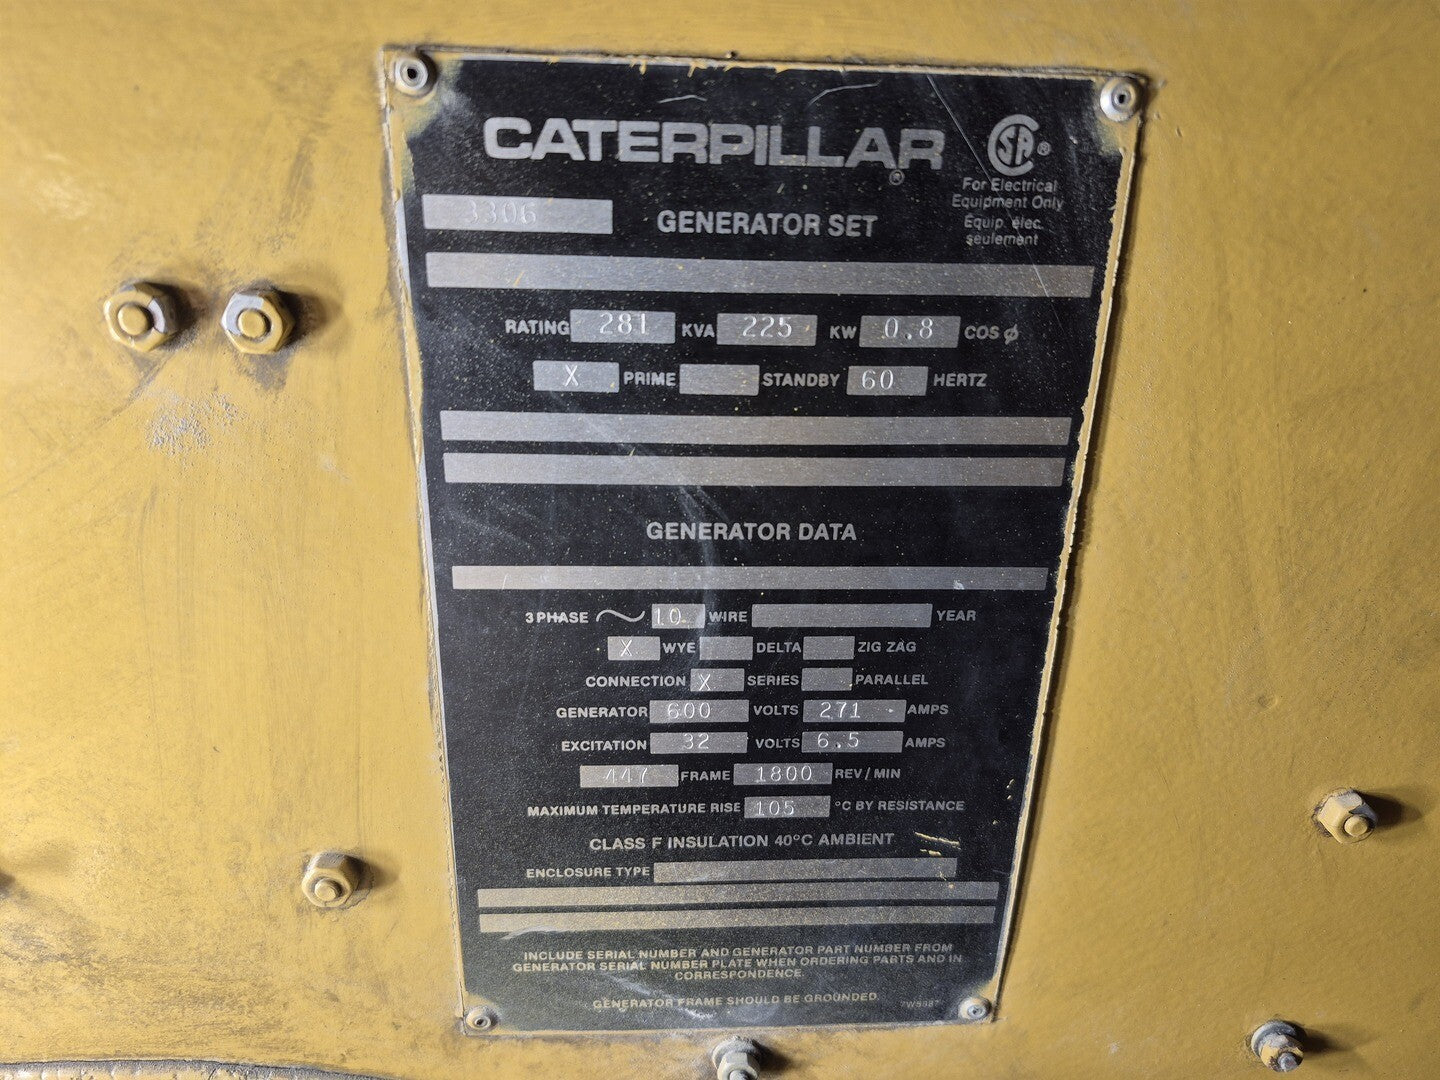 CATERPILLAR®
SA ®
For Electrical
Equipment Only
Équip. élec.
seulement
3306 GENERATOR SET
RATING 281 KVA 225 KW 0.8 COS ϕ
X PRIME STANDBY 60 HERTZ
GENERATOR DATA
3 PHASE 10 WIRE YEAR
X WYE DELTA ZIG ZAG
CONNECTION X SERIES PARALLEL
GENERATOR 600 VOLTS 271 AMPS
EXCITATION 32 VOLTS 6.5 AMPS
447 FRAME 1800 REV/MIN
MAXIMUM TEMPERATURE RISE 105 °C BY RESISTANCE
CLASS F INSULATION 40°C AMBIENT
ENCLOSURE TYPE
INCLUDE SERIAL NUMBER AND GENERATOR PART NUMBER FROM
GENERATOR SERIAL NUMBER PLATE WHEN ORDERING PARTS AND IN
CORRESPONDENCE.
GENERATOR FRAME SHOULD BE GROUNDED.